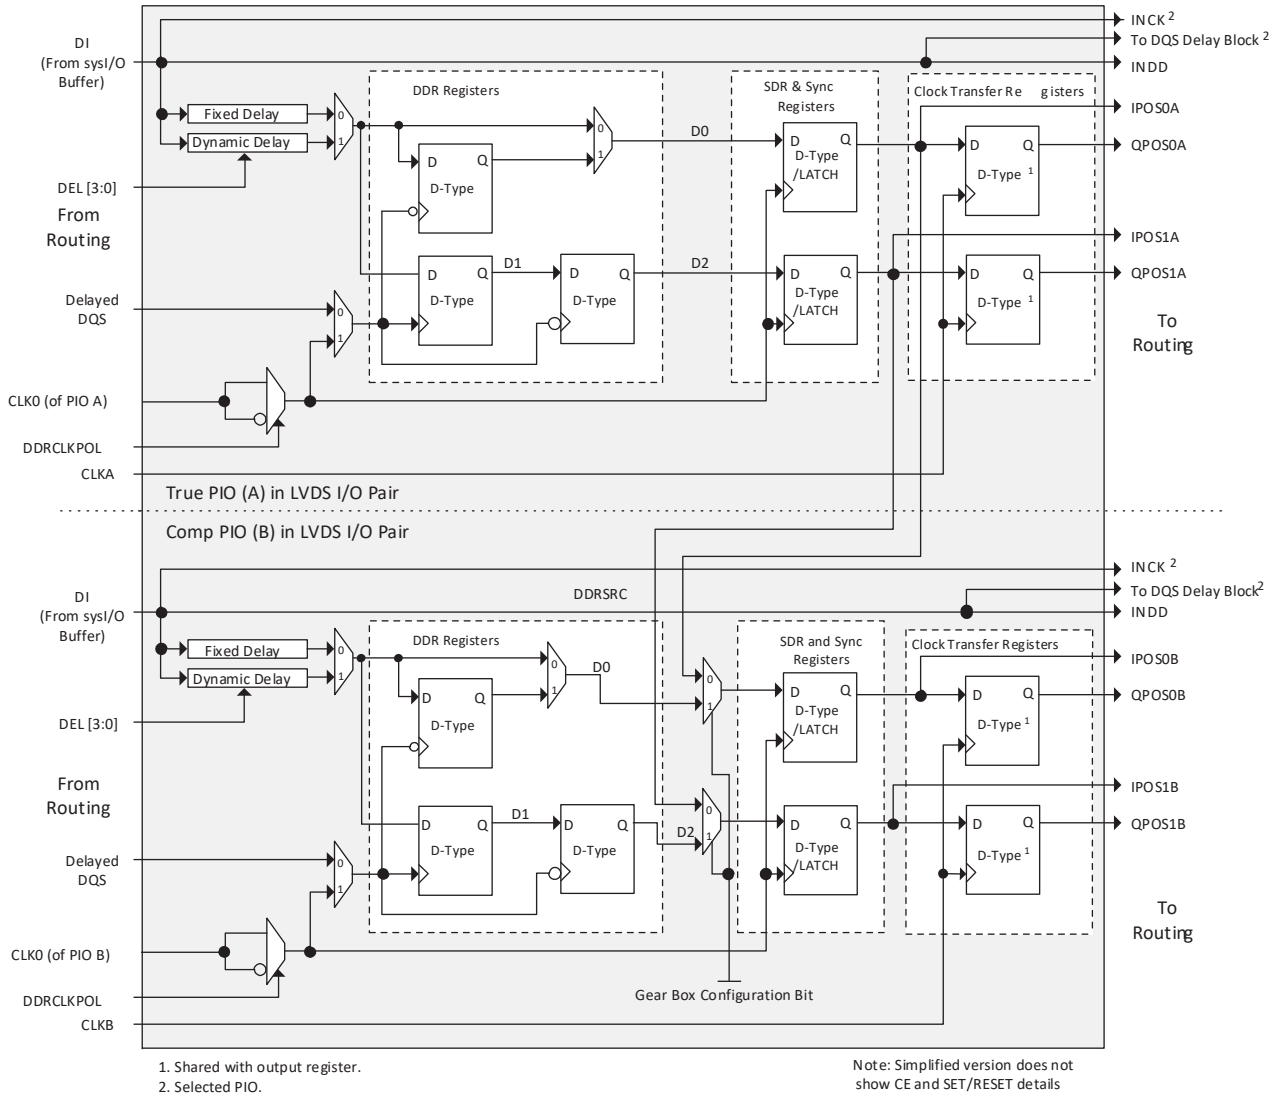 INCK 2
DI
(From sysI/O
Buffer)
To DQS Delay Block 2
INDD
DDR Registers
SDR & Sync
Registers
Clock Transfer Re gisters
Fixed Delay
0
Dynamic Delay
1
0
1
D0
IPOS0A
D Q
D-Type
D Q
D-Type
/LATCH
D Q
D-Type 1
QPOS0A
DEL [3:0]
From
Routing
IPOS1A
D Q
D-Type
D1
D Q
D-Type
D2
D Q
D-Type
/LATCH
D Q
D-Type 1
QPOS1A
Delayed
DQS
0
1
To
Routing
CLK0 (of PIO A)
DDRCLKPOL
CLKA
True PIO (A) in LVDS I/O Pair
Comp PIO (B) in LVDS I/O Pair
INCK 2
DI
(From sysI/O
Buffer)
DDRSRC
To DQS Delay Block 2
INDD
DDR Registers
SDR and Sync
Registers
Clock Transfer Registers
Fixed Delay
0
Dynamic Delay
1
0
1
D0
0
1
IPOS0B
D Q
D-Type
D Q
D-Type
/LATCH
D Q
D-Type 1
QPOS0B
DEL [3:0]
From
Routing
IPOS1B
D Q
D-Type
D1
D Q
D-Type
D2
0
1
D Q
D-Type
/LATCH
D Q
D-Type 1
QPOS1B
Delayed
DQS
0
1
To
Routing
CLK0 (of PIO B)
DDRCLKPOL
Gear Box Configuration Bit
CLKB
1. Shared with output register.
2. Selected PIO.
Note: Simplified version does not
show CE and SET/RESET details